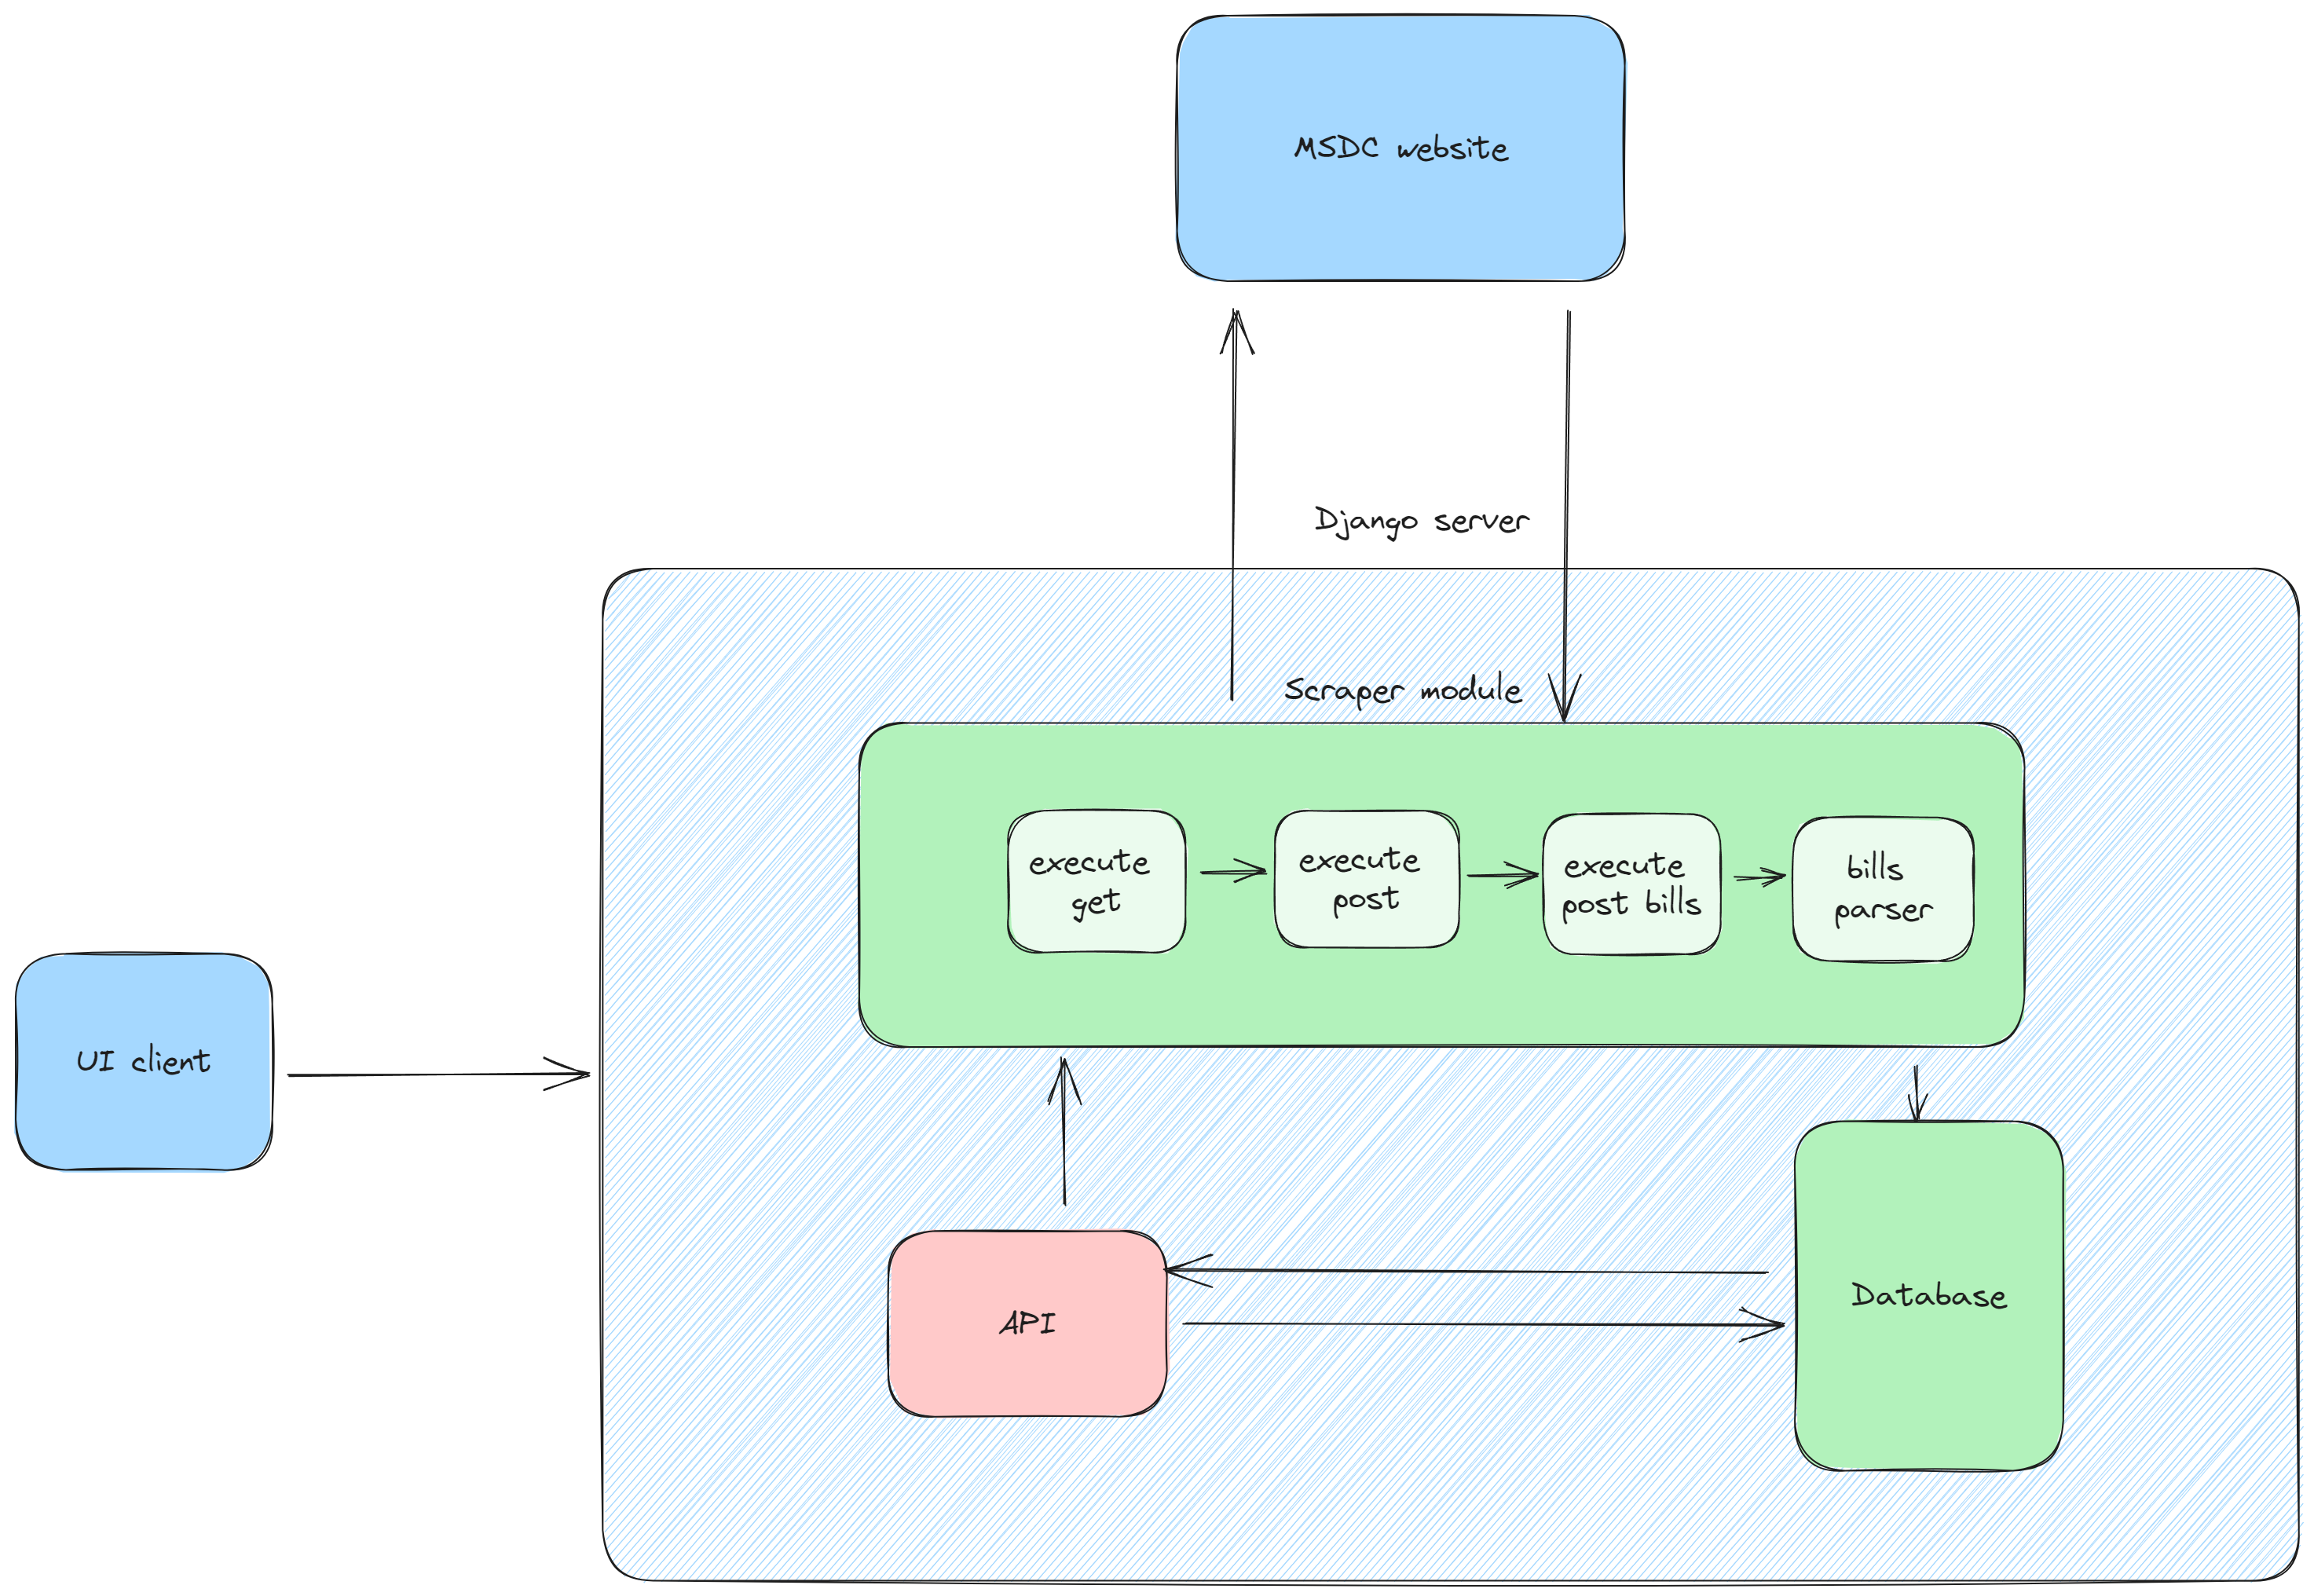 MSDC website
Django server
Scraper module
execute
get
execute
post
execute
post bills
bills
parser
UI client
API
Database